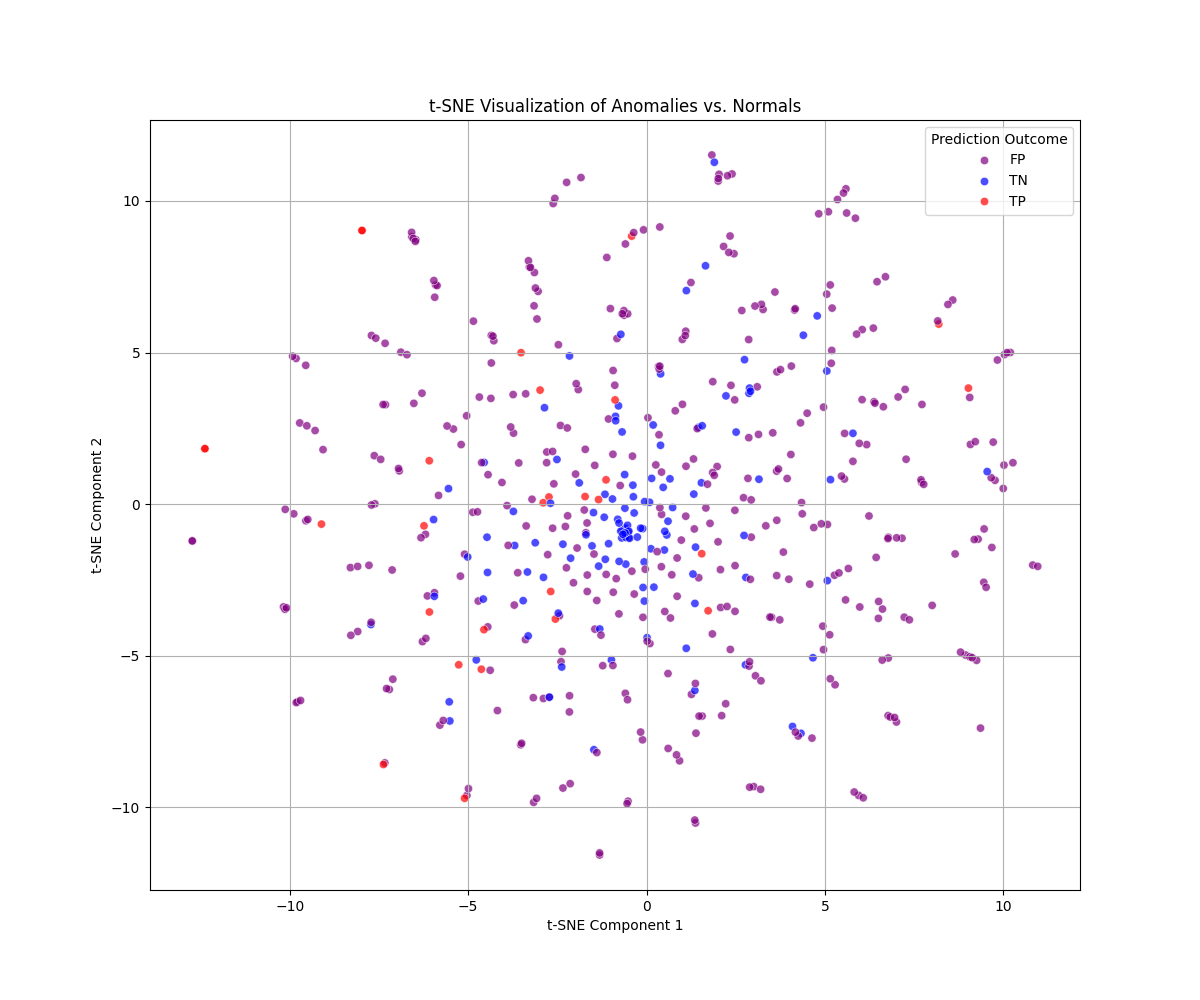 t-SNE Visualization of Anomalies vs. Normals
Prediction Outcome
FP
TN
TP
10
5
0
−5
−10
t-SNE Component 2
−10
−5
0
5
10
t-SNE Component 1